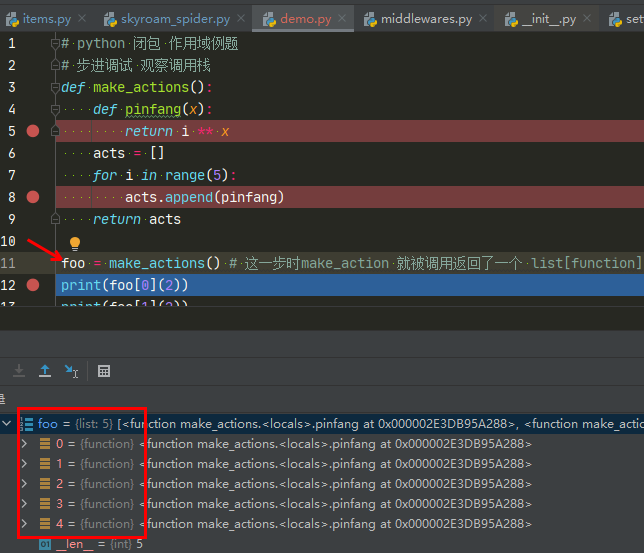 items.py skyroam_spider.py demo.py middlewares.py __init__.py set
1 # python 闭包 作用域例题
2 # 步进调试 观察调用栈
3 def make_actions():
4 def pinfang(x):
5 return i ** x
6 acts = []
7 for i in range(5):
8 acts.append(pinfang)
9 return acts
10
11 foo = make_actions() # 这一步时make_action 就被调用返回了一个 list[function]
12 print(foo[0](2))
13 print(foo[1](2))
foo = {list: 5} [<function make_actions.<locals>.pinfang at 0x000002E3DB95A288>, <function make_actio
0 = {function} <function make_actions.<locals>.pinfang at 0x000002E3DB95A288>
1 = {function} <function make_actions.<locals>.pinfang at 0x000002E3DB95A288>
2 = {function} <function make_actions.<locals>.pinfang at 0x000002E3DB95A288>
3 = {function} <function make_actions.<locals>.pinfang at 0x000002E3DB95A288>
4 = {function} <function make_actions.<locals>.pinfang at 0x000002E3DB95A288>
01 __len__ = {int} 5